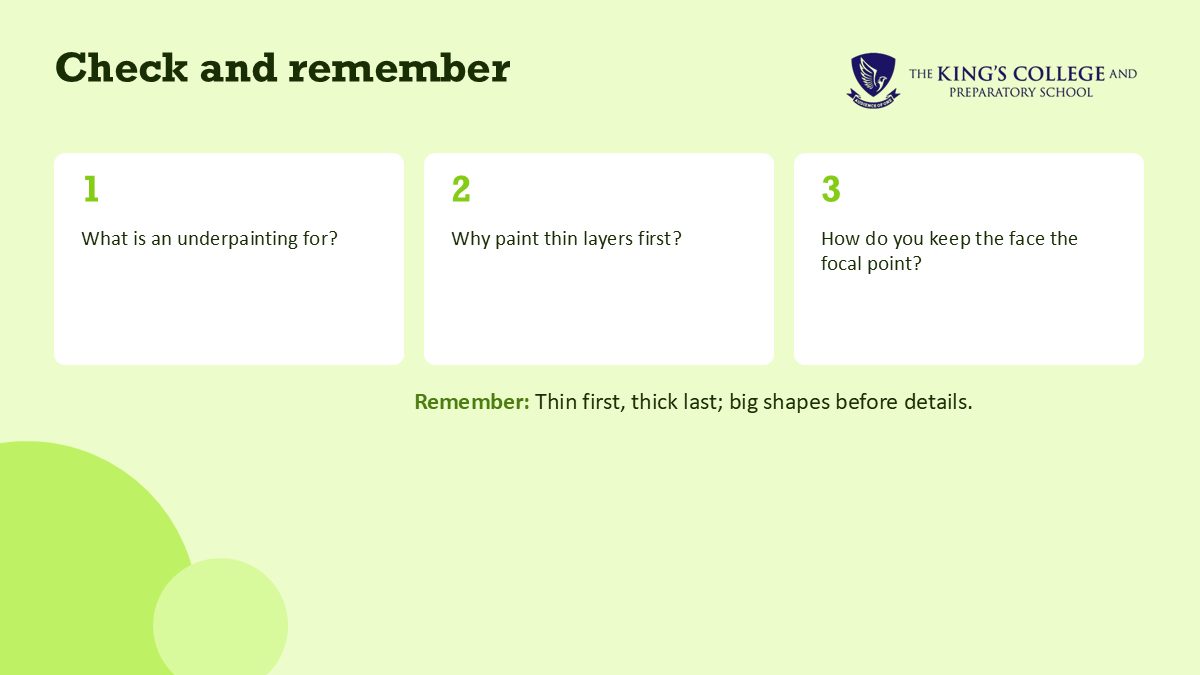 Check and remember
THE KING'S COLLEGE AND
PREPARATORY SCHOOL
1
What is an underpainting for?
2
Why paint thin layers first?
3
How do you keep the face the
focal point?
Remember: Thin first, thick last; big shapes before details.